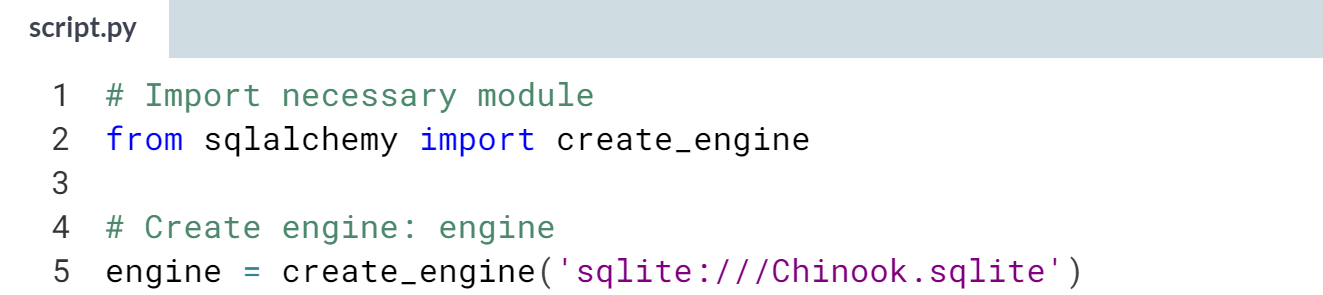 script.py
1 # Import necessary module
2 from sqlalchemy import create_engine
3
4 # Create engine: engine
5 engine = create_engine('sqlite:///Chinook.sqlite')